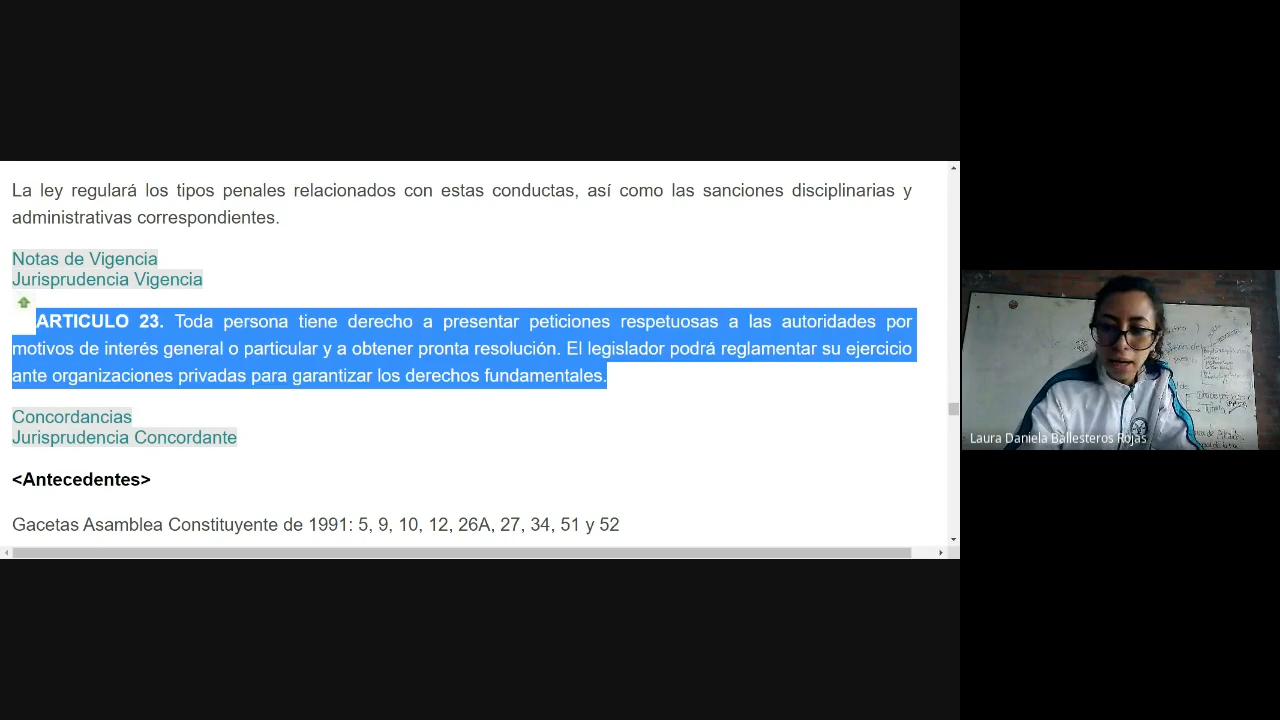 La ley regulará los tipos penales relacionados con estas conductas, así como las sanciones disciplinarias y
administrativas correspondientes.
Notas de Vigencia
Jurisprudencia Vigencia
ARTICULO 23. Toda persona tiene derecho a presentar peticiones respetuosas a las autoridades por
motivos de interés general o particular y a obtener pronta resolución. El legislador podrá reglamentar su ejercicio
ante organizaciones privadas para garantizar los derechos fundamentales.
Concordancias
Jurisprudencia Concordante
<Antecedentes>
Gacetas Asamblea Constituyente de 1991: 5, 9, 10, 12, 26A, 27, 34, 51 y 52
Laura Daniela Ballesteros Rojas